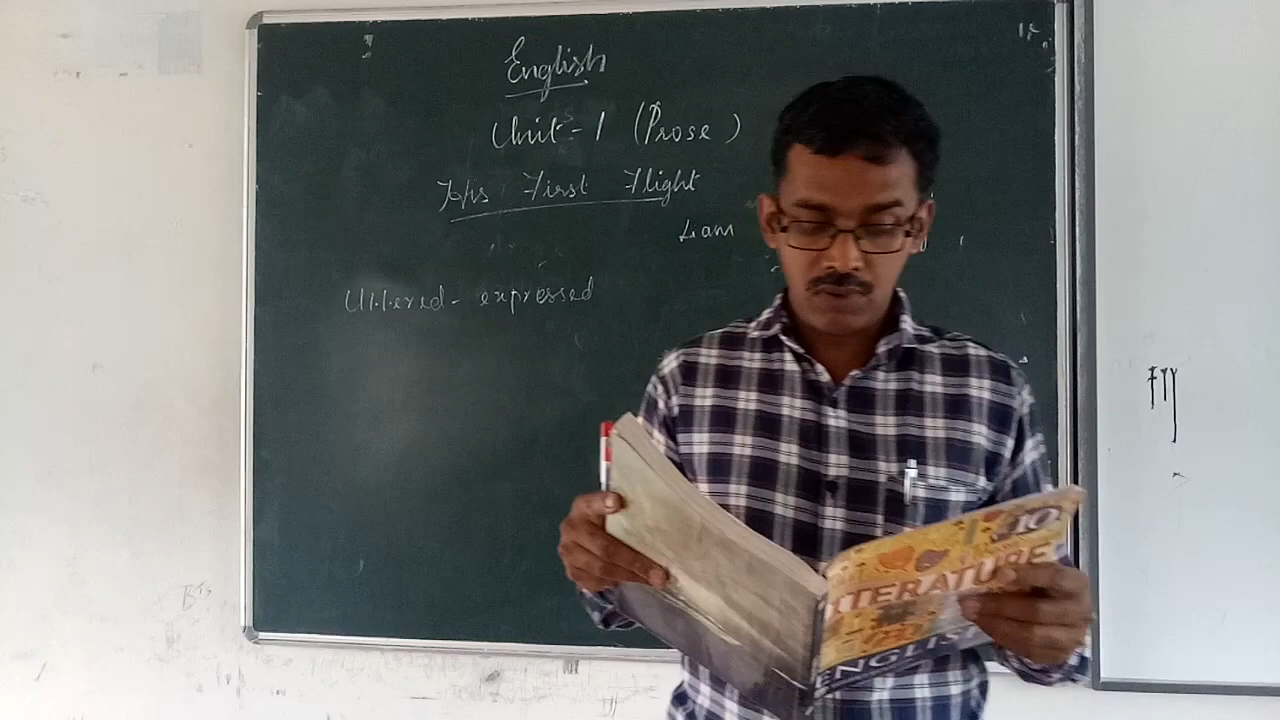 English
Unit - 1 (Prose)
His First Flight
Liam
Uttered - expressed
10
LITERATURE
ENGLISH